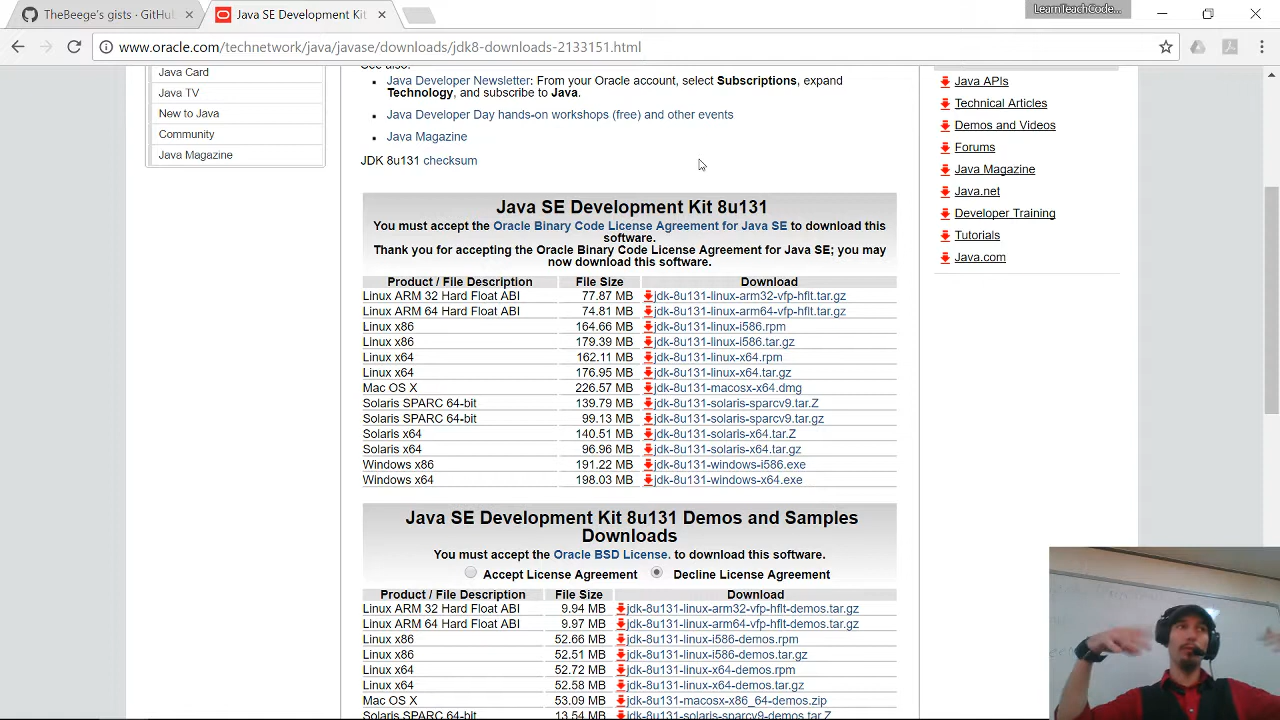 TheBeege's gists · GitHub
Java SE Development Kit
LearnTeachCode...
www.oracle.com/technetwork/java/javase/downloads/jdk8-downloads-2133151.html
Java Card
Java TV
New to Java
Community
Java Magazine
See also:
Java Developer Newsletter: From your Oracle account, select Subscriptions, expand
Technology, and subscribe to Java.
Java Developer Day hands-on workshops (free) and other events
Java Magazine
JDK 8u131 checksum
Java APIs
Technical Articles
Demos and Videos
Forums
Java Magazine
Java.net
Developer Training
Tutorials
Java.com
Java SE Development Kit 8u131
You must accept the Oracle Binary Code License Agreement for Java SE to download this
software.
Thank you for accepting the Oracle Binary Code License Agreement for Java SE; you may
now download this software.
Product / File Description File Size Download
Linux ARM 32 Hard Float ABI 77.87 MB jdk-8u131-linux-arm32-vfp-hflt.tar.gz
Linux ARM 64 Hard Float ABI 74.81 MB jdk-8u131-linux-arm64-vfp-hflt.tar.gz
Linux x86 164.66 MB jdk-8u131-linux-i586.rpm
Linux x86 179.39 MB jdk-8u131-linux-i586.tar.gz
Linux x64 162.11 MB jdk-8u131-linux-x64.rpm
Linux x64 176.95 MB jdk-8u131-linux-x64.tar.gz
Mac OS X 226.57 MB jdk-8u131-macosx-x64.dmg
Solaris SPARC 64-bit 139.79 MB jdk-8u131-solaris-sparcv9.tar.Z
Solaris SPARC 64-bit 99.13 MB jdk-8u131-solaris-sparcv9.tar.gz
Solaris x64 140.51 MB jdk-8u131-solaris-x64.tar.Z
Solaris x64 96.96 MB jdk-8u131-solaris-x64.tar.gz
Windows x86 191.22 MB jdk-8u131-windows-i586.exe
Windows x64 198.03 MB jdk-8u131-windows-x64.exe
Java SE Development Kit 8u131 Demos and Samples
Downloads
You must accept the Oracle BSD License. to download this software.
Accept License Agreement Decline License Agreement
Product / File Description File Size Download
Linux ARM 32 Hard Float ABI 9.94 MB jdk-8u131-linux-arm32-vfp-hflt-demos.tar.gz
Linux ARM 64 Hard Float ABI 9.97 MB jdk-8u131-linux-arm64-vfp-hflt-demos.tar.gz
Linux x86 52.66 MB jdk-8u131-linux-i586-demos.rpm
Linux x86 52.51 MB jdk-8u131-linux-i586-demos.tar.gz
Linux x64 52.72 MB jdk-8u131-linux-x64-demos.rpm
Linux x64 52.58 MB jdk-8u131-linux-x64-demos.tar.gz
Mac OS X 53.09 MB jdk-8u131-macosx-x86_64-demos.zip
Solaris SPARC 64-bit 13.54 MB jdk-8u131-solaris-sparcv9-demos.tar.Z